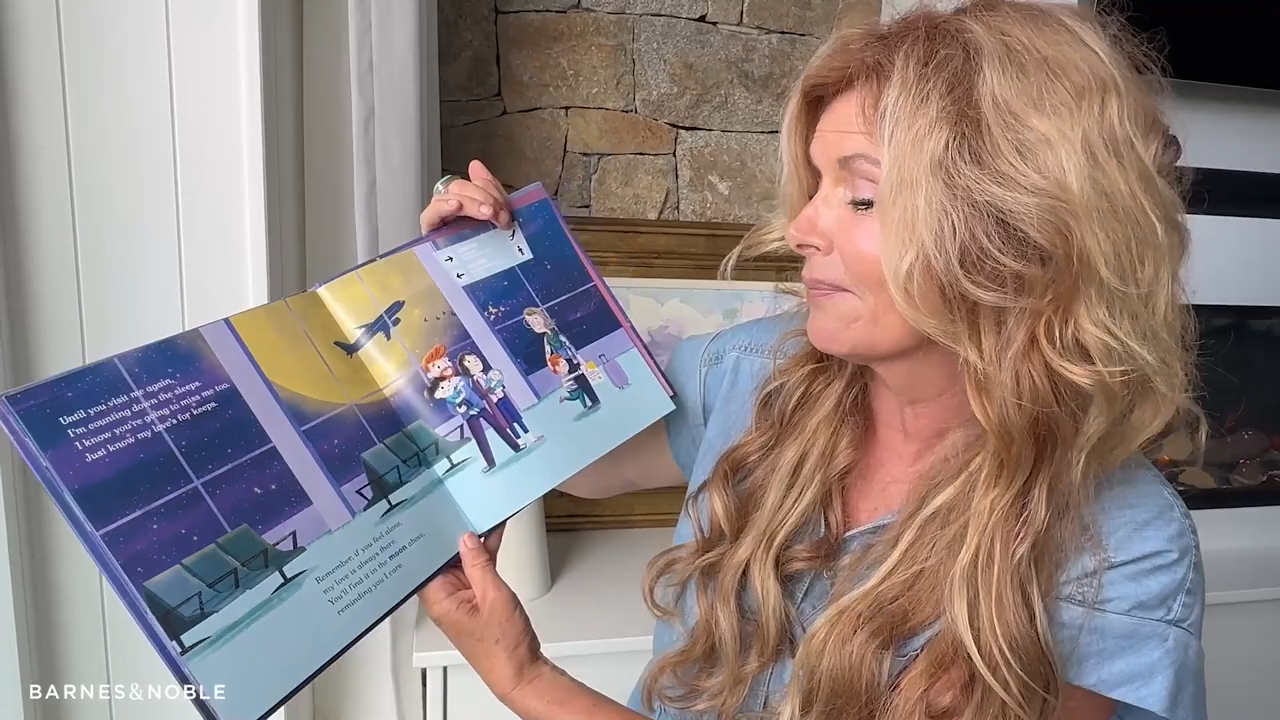 Until you visit me again,
I'm counting down the sleeps.
I know you're going to miss me too.
Just know my love's for keeps.
Remember, if you feel alone,
my love is always there.
You'll find it in the moon above,
reminding you I care.
BARNES&NOBLE